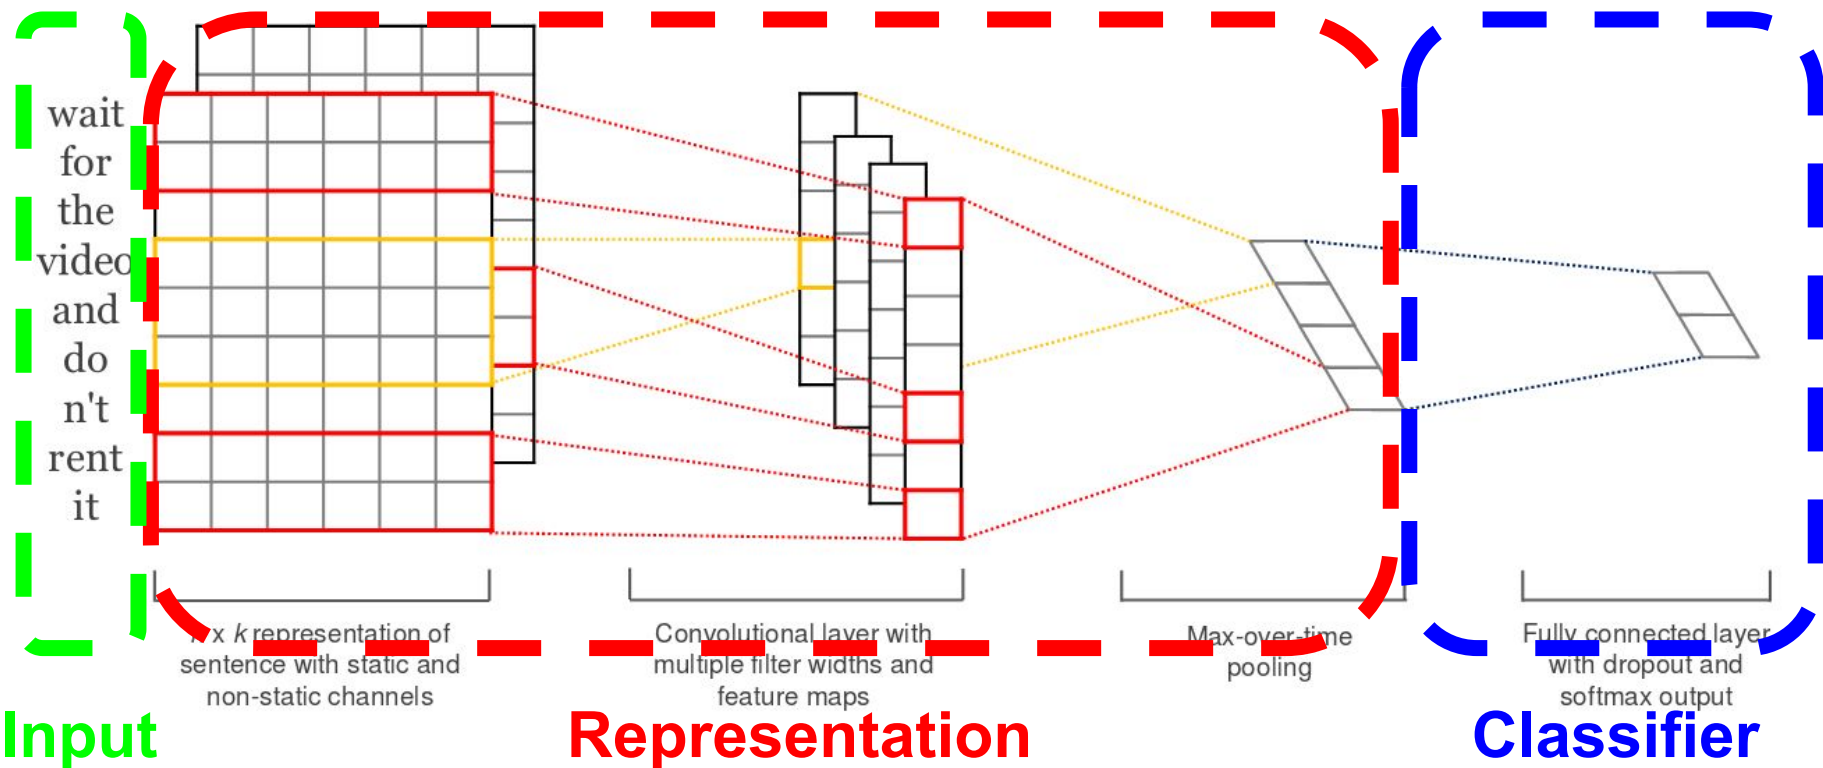 wait
for
the
video
and
do
n't
rent
it
n x k representation of
sentence with static and
non-static channels
Convolutional layer with
multiple filter widths and
feature maps
Max-over-time
pooling
Fully connected layer
with dropout and
softmax output
Input
Representation
Classifier